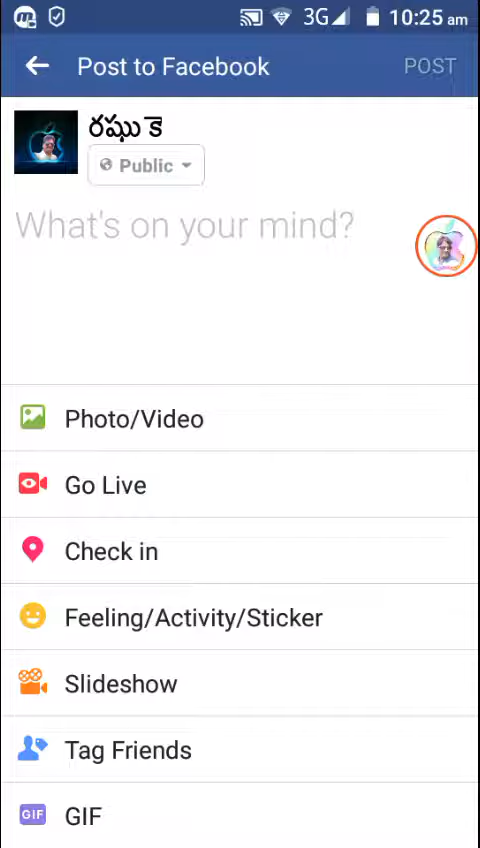 3G 10:25 am
Post to Facebook POST
రఘు కె
Public
What's on your mind?
Photo/Video
Go Live
Check in
Feeling/Activity/Sticker
Slideshow
Tag Friends
GIF GIF